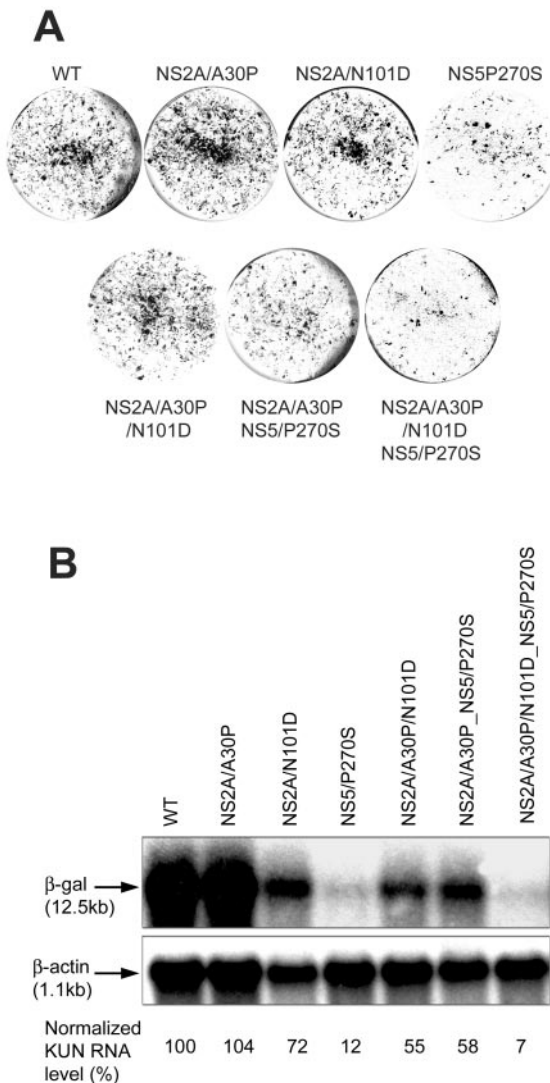 A
WT NS2A/A30P NS2A/N101D NS5P270S
NS2A/A30P
/N101D
NS2A/A30P
NS5/P270S
NS2A/A30P
/N101D
NS5/P270S
B
WT
NS2A/A30P
NS2A/N101D
NS5/P270S
NS2A/A30P/N101D
NS2A/A30P_NS5/P270S
NS2A/A30P/N101D_NS5/P270S
β-gal
(12.5kb)
β-actin
(1.1kb)
Normalized
KUN RNA
level (%)
100 104 72 12 55 58 7